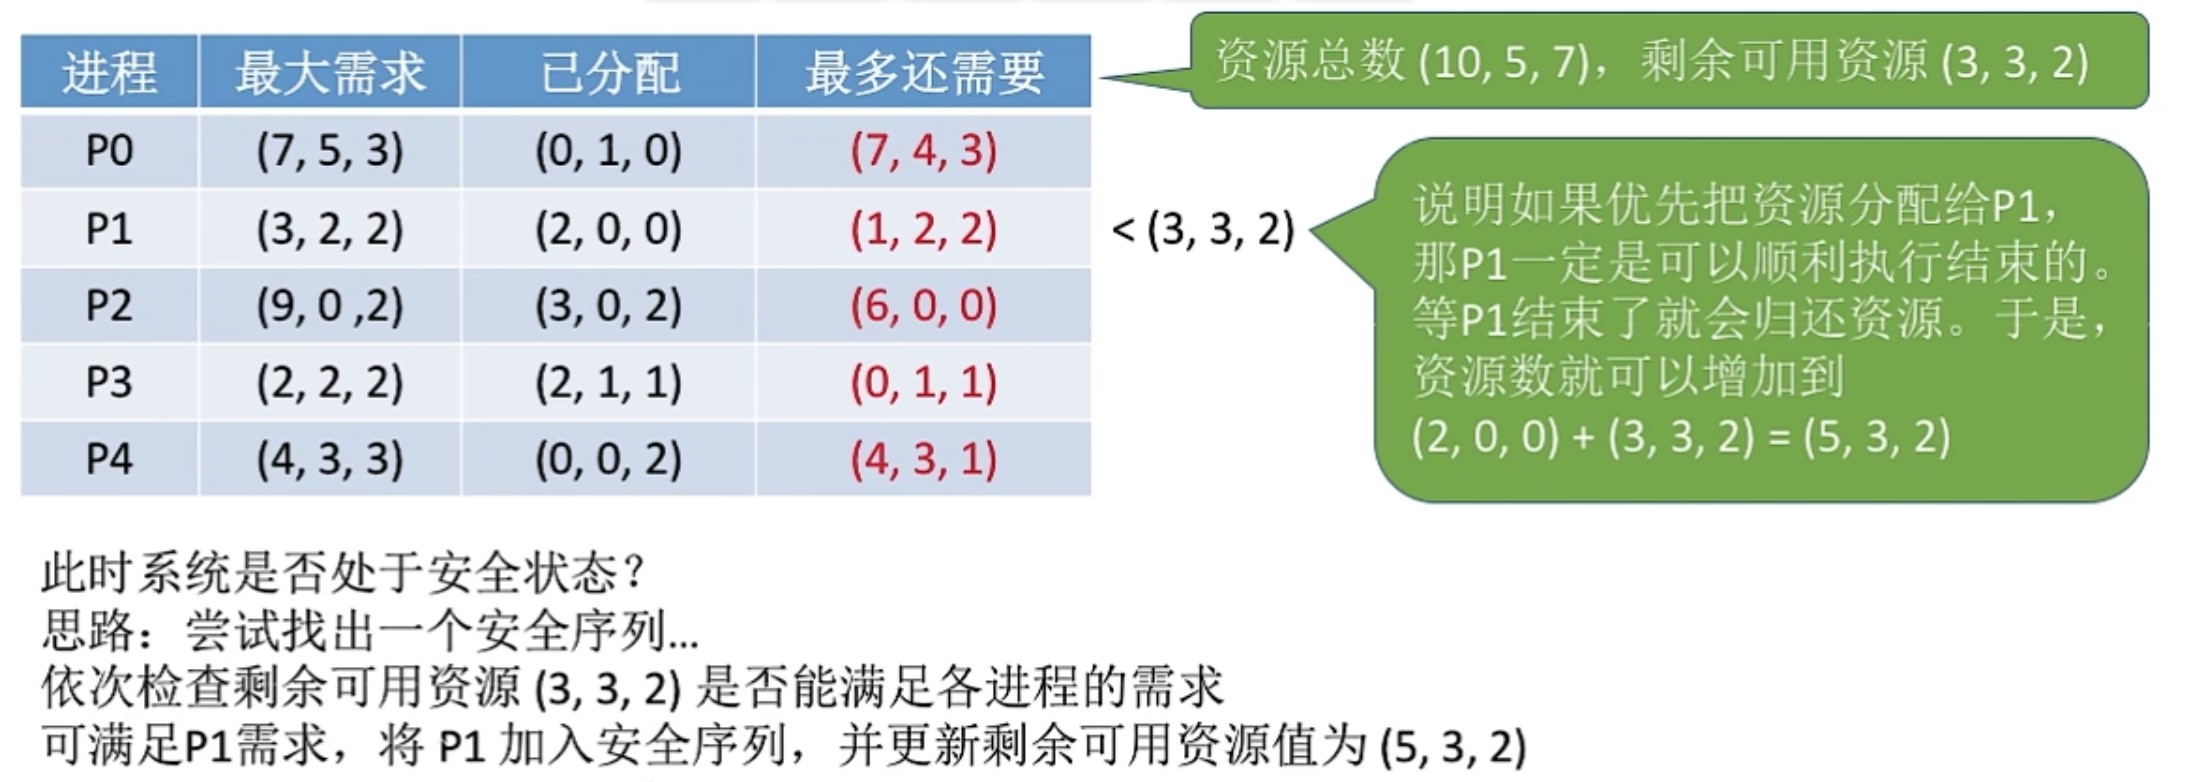 进程 最大需求 已分配 最多还需要
资源总数 (10, 5, 7)，剩余可用资源 (3, 3, 2)
P0 (7, 5, 3) (0, 1, 0) (7, 4, 3)
P1 (3, 2, 2) (2, 0, 0) (1, 2, 2) < (3, 3, 2)
P2 (9, 0 ,2) (3, 0, 2) (6, 0, 0)
P3 (2, 2, 2) (2, 1, 1) (0, 1, 1)
P4 (4, 3, 3) (0, 0, 2) (4, 3, 1)
说明如果优先把资源分配给P1，
那P1一定是可以顺利执行结束的。
等P1结束了就会归还资源。于是，
资源数就可以增加到
(2, 0, 0) + (3, 3, 2) = (5, 3, 2)
此时系统是否处于安全状态？
思路：尝试找出一个安全序列...
依次检查剩余可用资源 (3, 3, 2) 是否能满足各进程的需求
可满足P1需求，将 P1 加入安全序列，并更新剩余可用资源值为 (5, 3, 2)